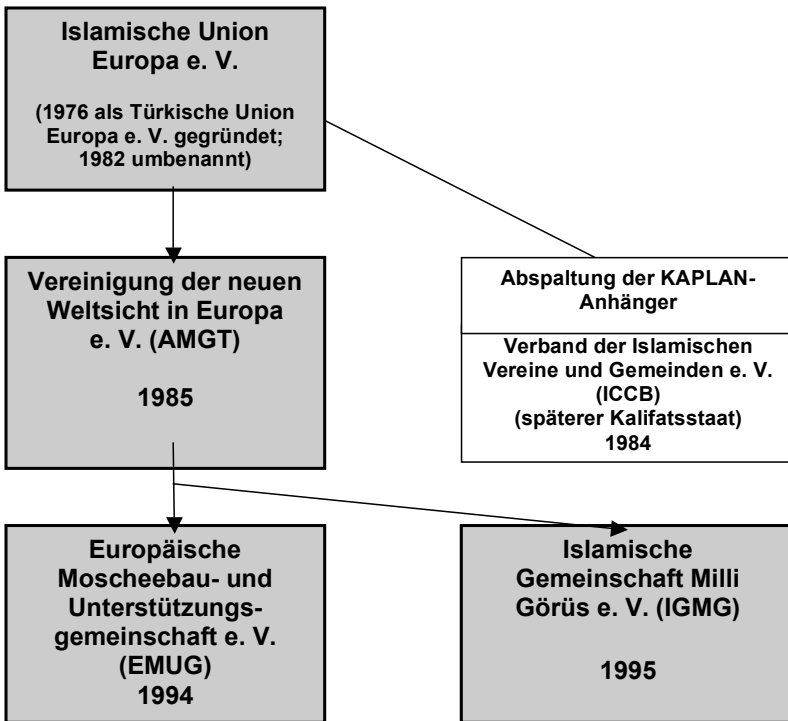 Islamische Union
Europa e. V.
(1976 als Türkische Union
Europa e. V. gegründet;
1982 umbenannt)
Vereinigung der neuen
Weltsicht in Europa
e. V. (AMGT)
1985
Abspaltung der KAPLAN-
Anhänger
Verband der Islamischen
Vereine und Gemeinden e. V.
(ICCB)
(späterer Kalifatsstaat)
1984
Europäische
Moscheebau- und
Unterstützungs-
gemeinschaft e. V.
(EMUG)
1994
Islamische
Gemeinschaft Milli
Görüs e. V. (IGMG)
1995